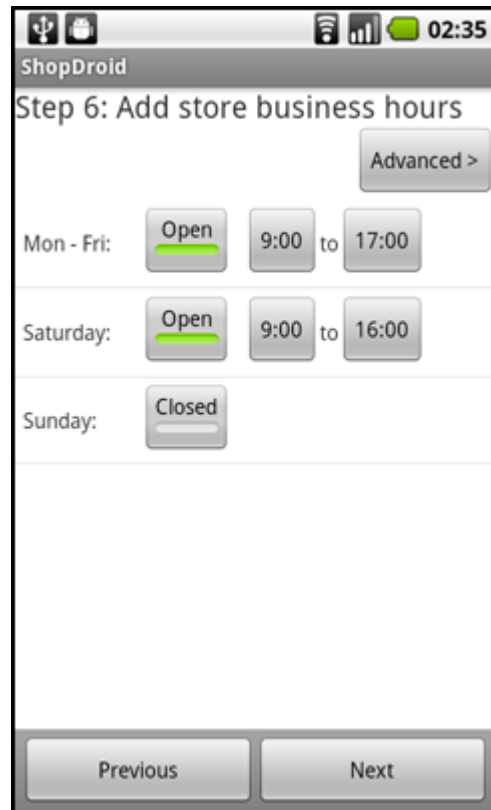 02:35
ShopDroid
Step 6: Add store business hours
Advanced >
Mon - Fri: Open 9:00 to 17:00
Saturday: Open 9:00 to 16:00
Sunday: Closed
Previous Next